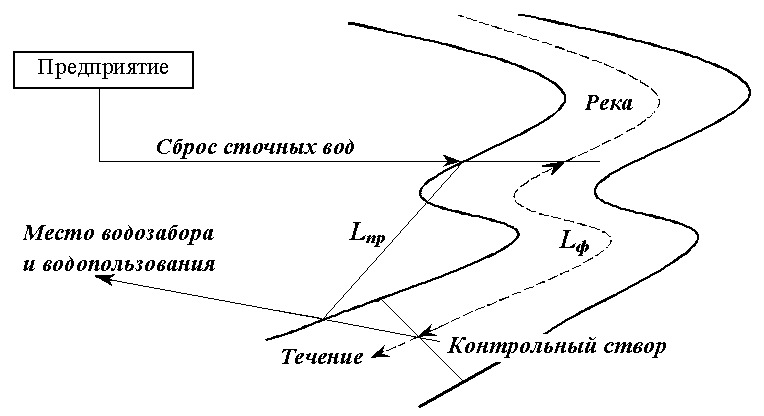 Предприятие
Река
Сброс сточных вод
Место водозабора
и водопользования
Lпр
Lф
Контрольный створ
Течение